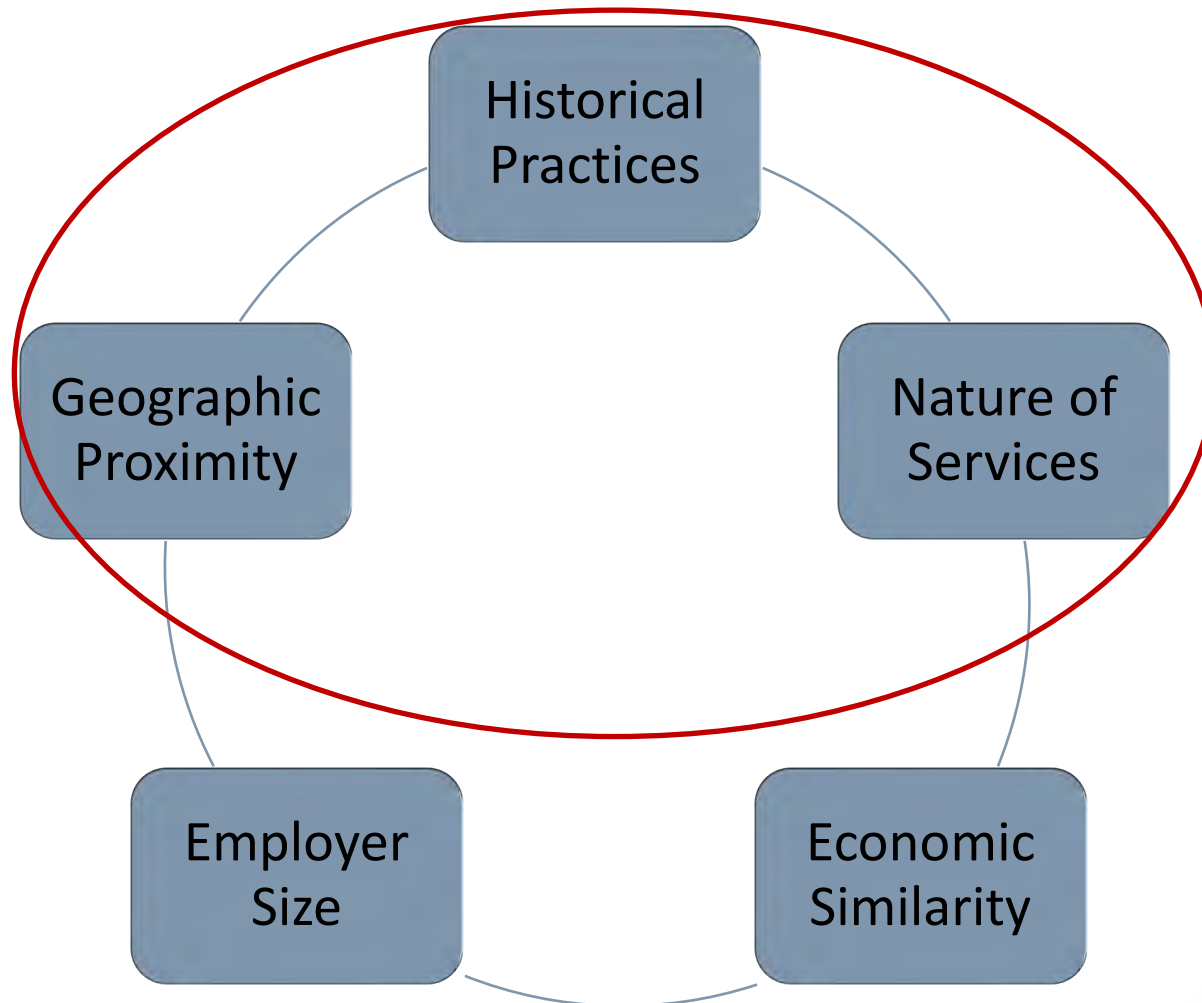 Historical
Practices
Geographic
Proximity
Nature of
Services
Employer
Size
Economic
Similarity